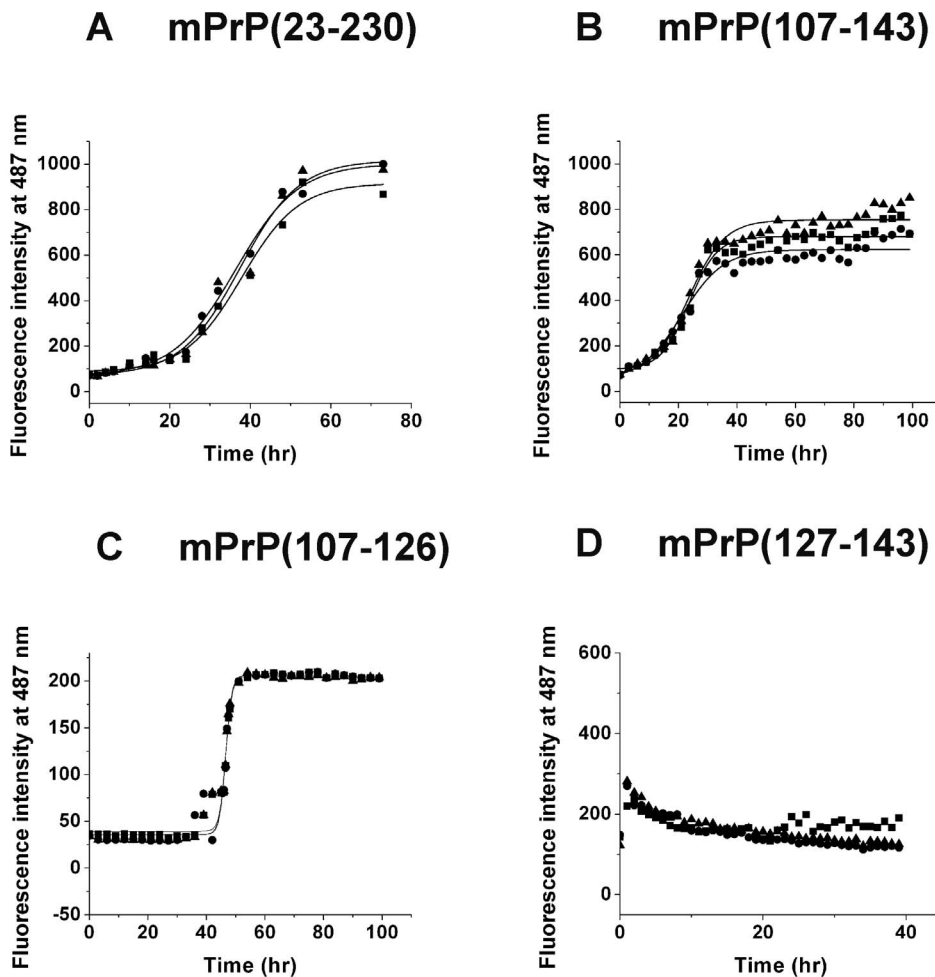 A mPrP(23-230)
Fluorescence intensity at 487 nm
1000
800
600
400
200
0
0 20 40 60 80
Time (hr)
B mPrP(107-143)
Fluorescence intensity at 487 nm
1000
800
600
400
200
0
0 20 40 60 80 100
Time (hr)
C mPrP(107-126)
Fluorescence intensity at 487 nm
200
150
100
50
0
-50
0 20 40 60 80 100
Time (hr)
D mPrP(127-143)
Fluorescence intensity at 487 nm
600
400
200
0
0 20 40
Time (hr)